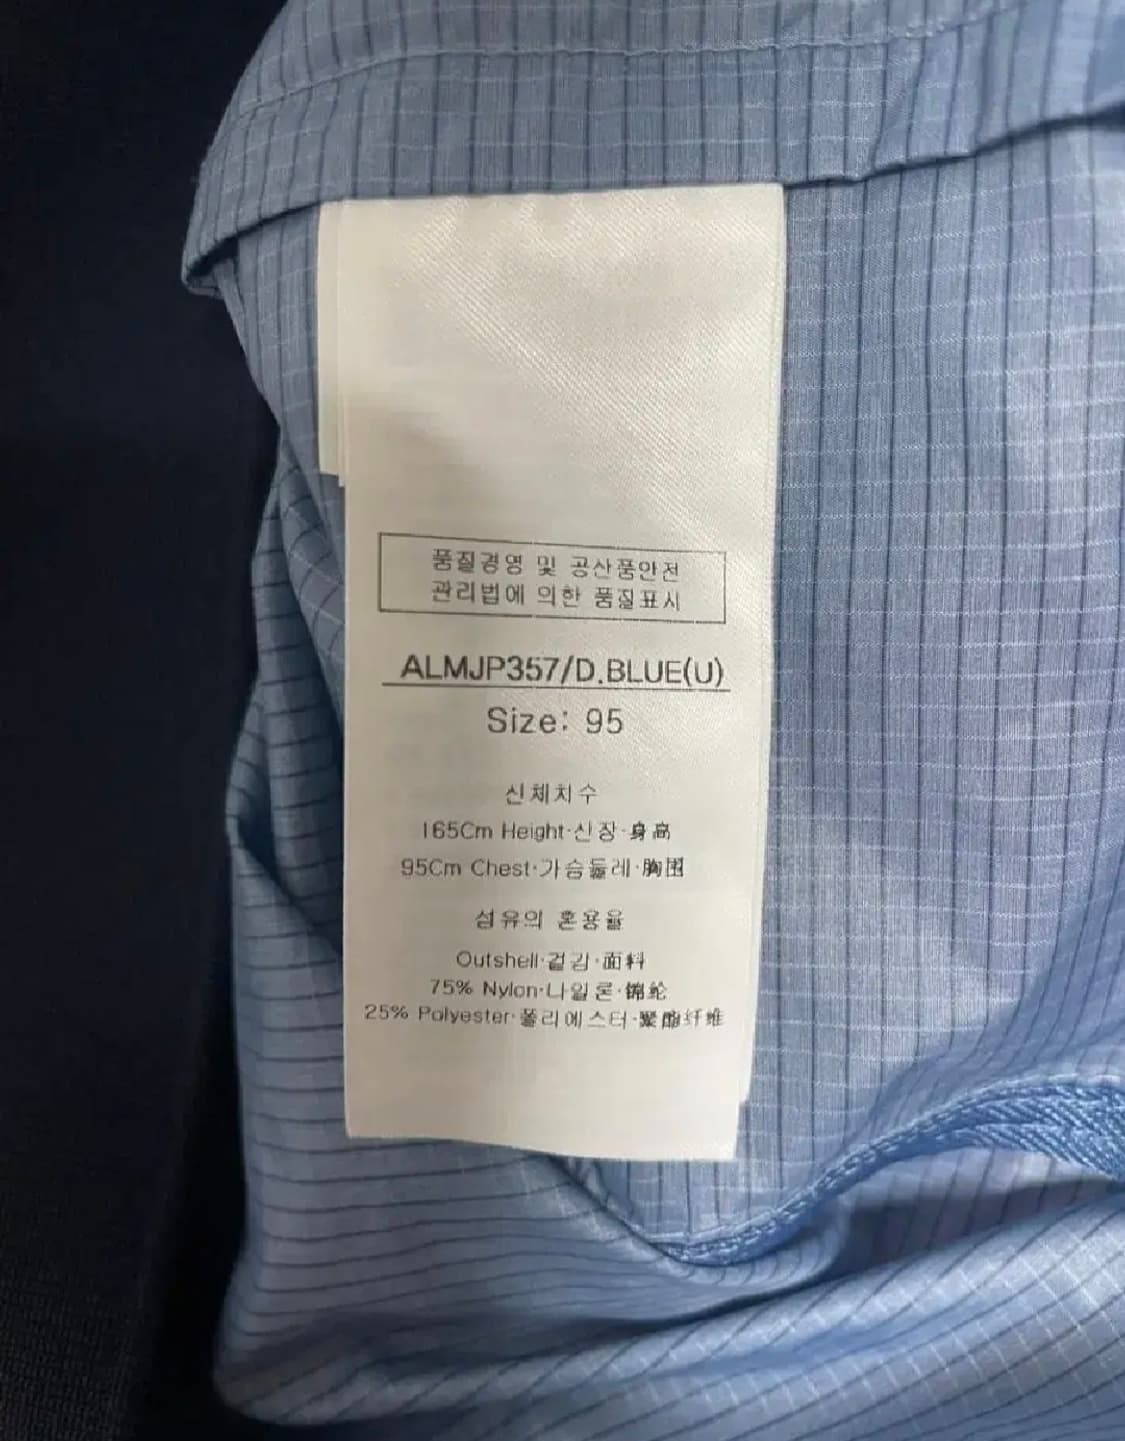 품질경영 및 공산품안전
관리법에 의한 품질표시
ALMJP357/D.BLUE(U)
Size: 95
신체치수
165Cm Height·신장·身高
95Cm Chest·가슴둘레·胸围
섬유의 혼용율
Outshell·겉감·面料
75% Nylon·나일론·锦纶
25% Polyester·폴리에스터·聚酯纤维